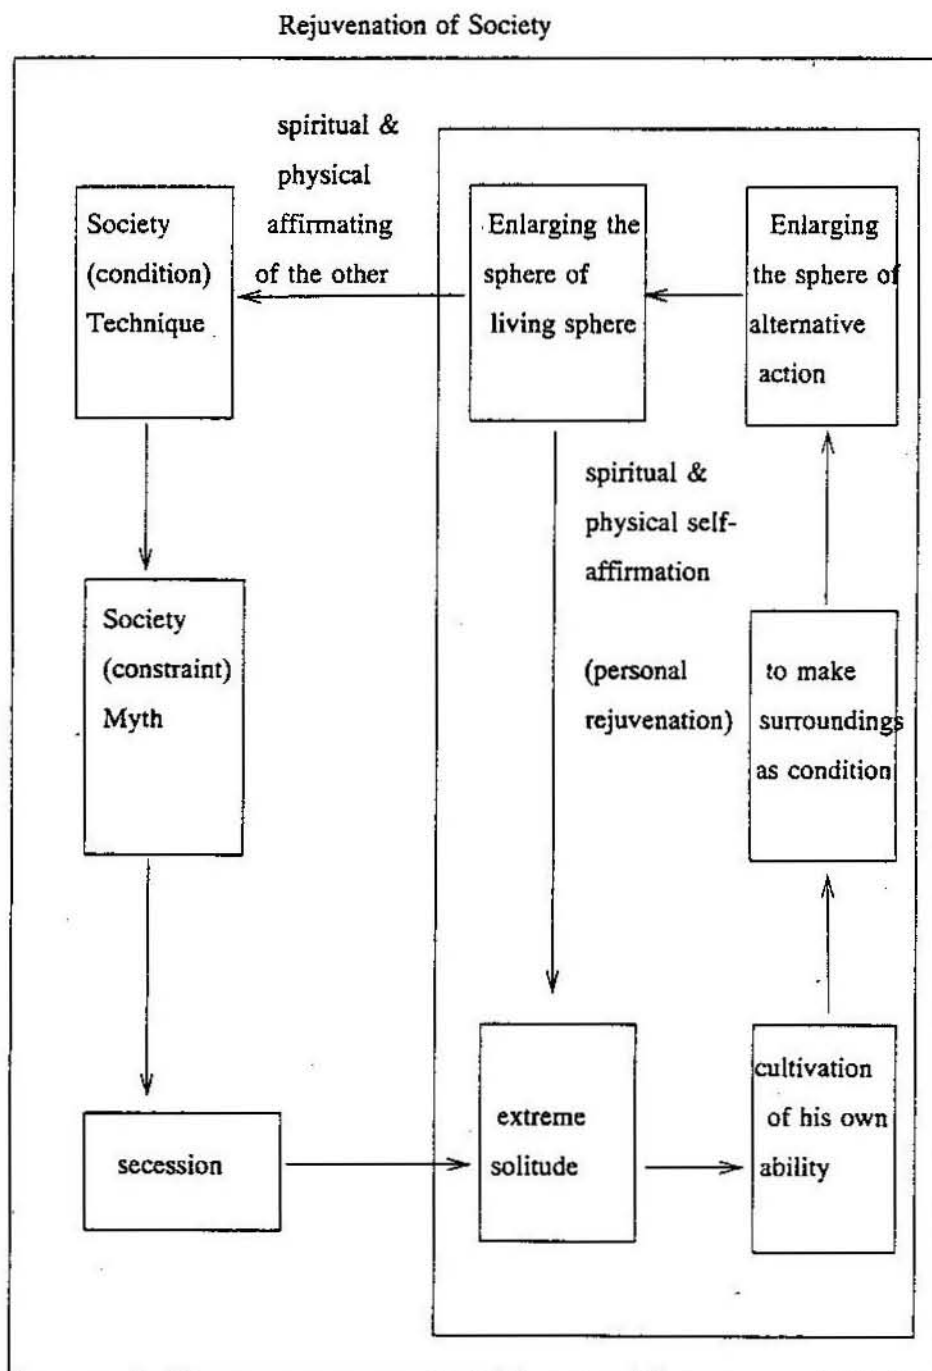 Rejuvenation of Society
spiritual &
physical
affirmating
of the other
Society
(condition)
Technique
Enlarging the
sphere of
living sphere
Enlarging
the sphere of
alternative
action
spiritual &
physical self-
affirmation
(personal
rejuvenation)
Society
(constraint)
Myth
to make
surroundings
as condition
secession
extreme
solitude
cultivation
of his own
ability